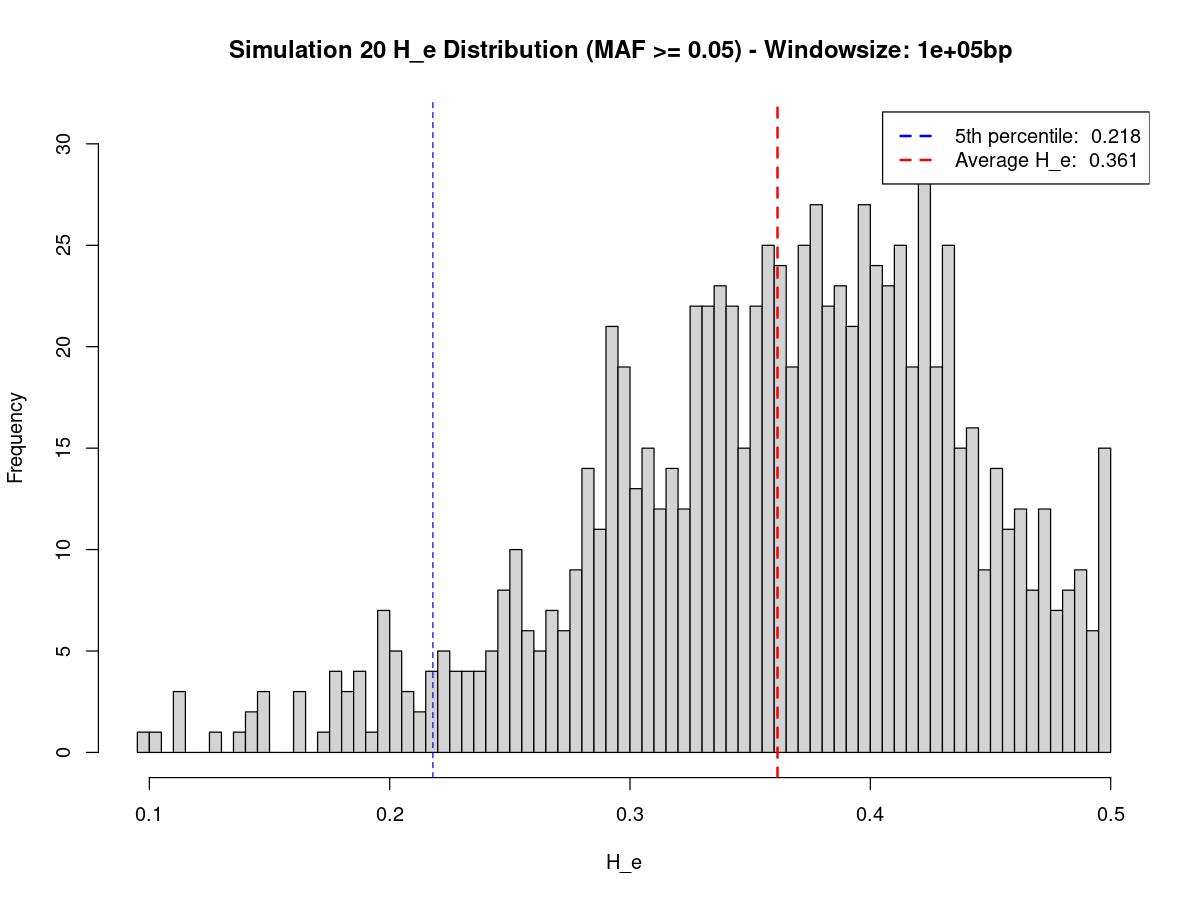 Simulation 20 H_e Distribution (MAF >= 0.05) - Windowsize: 1e+05bp
5th percentile: 0.218
Average H_e: 0.361
Frequency
30
25
20
15
10
5
0
0.1 0.2 0.3 0.4 0.5
H_e